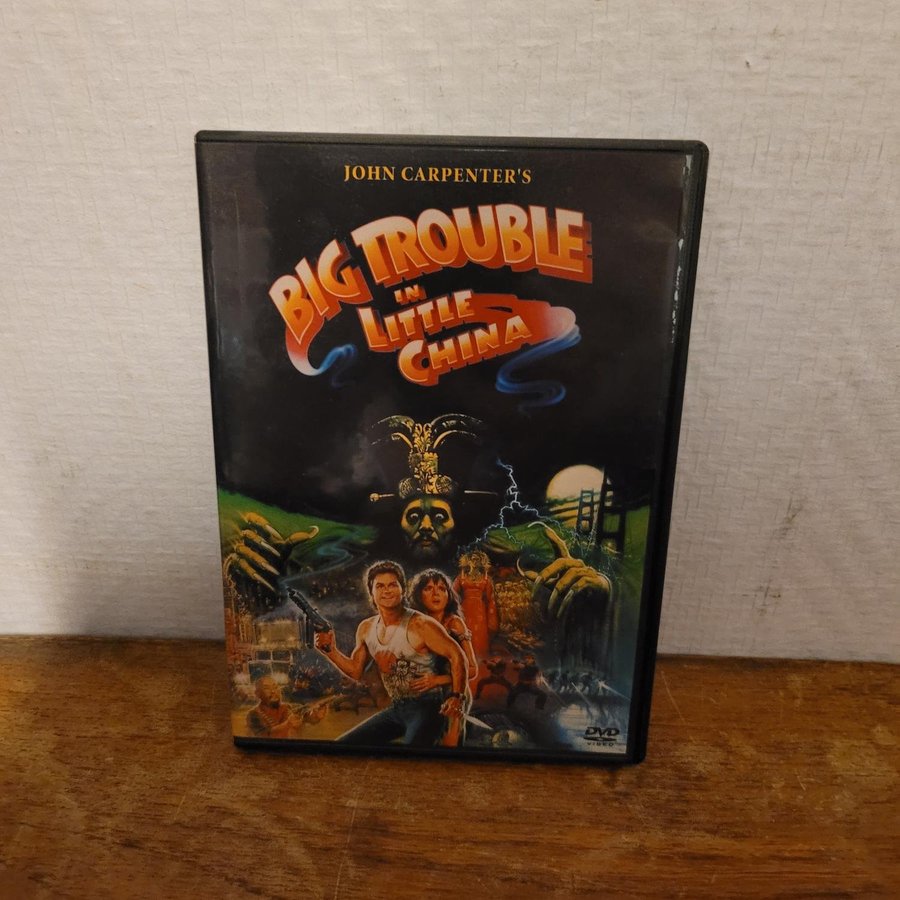 JOHN CARPENTER'S
BIG TROUBLE
IN
LITTLE
CHINA
DVD
VIDEO